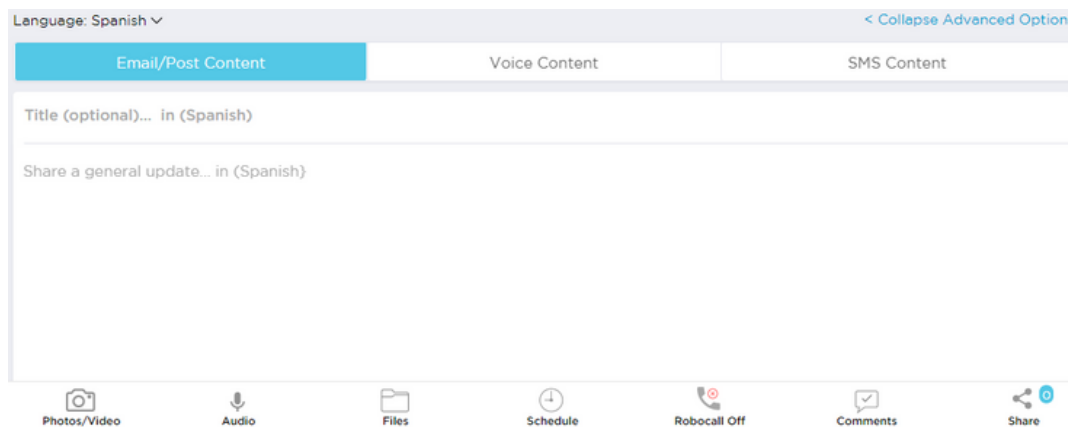 Language: Spanish
< Collapse Advanced Option
Email/Post Content
Voice Content
SMS Content
Title (optional)... in (Spanish)
Share a general update... in (Spanish)
Photos/Video
Audio
Files
Schedule
Robocall Off
Comments
Share
0